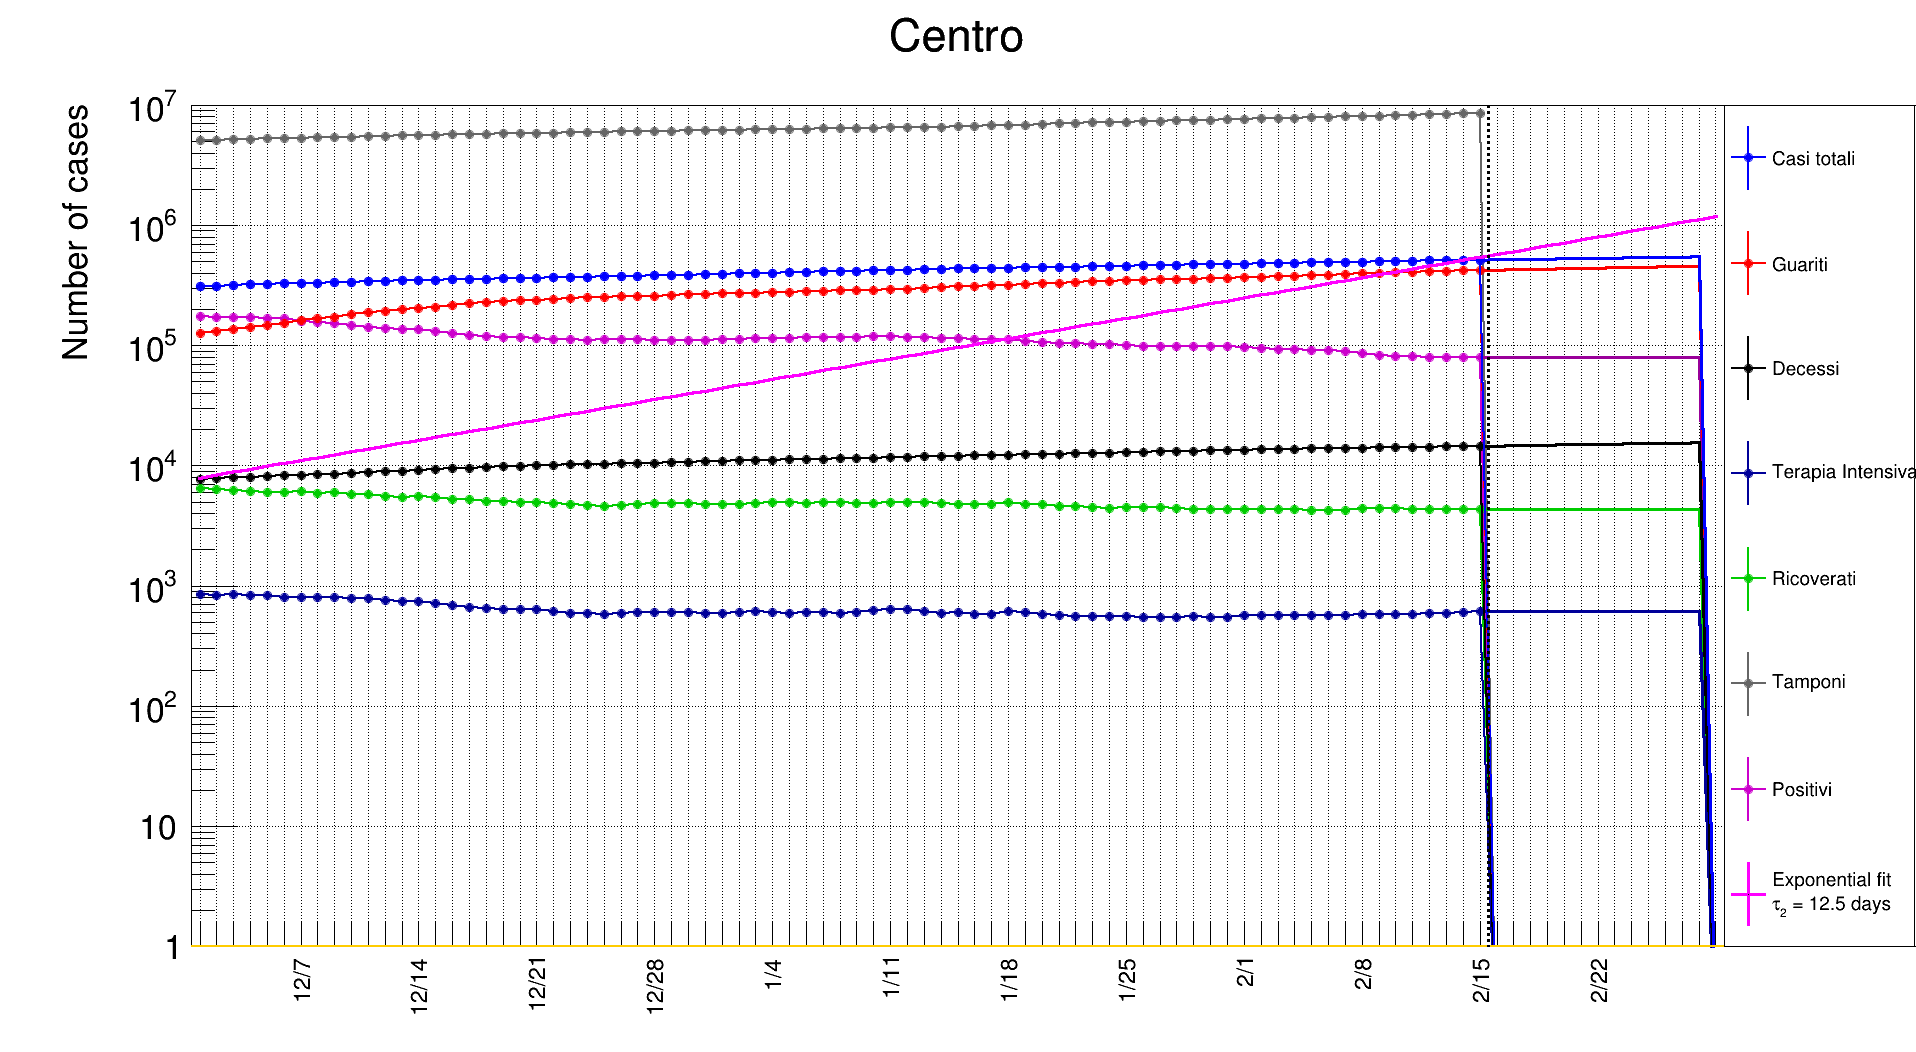 Centro
Number of cases
10^7
10^6
10^5
10^4
10^3
10^2
10
1
12/7
12/14
12/21
12/28
1/4
1/11
1/18
1/25
2/1
2/8
2/15
2/22
Casi totali
Guariti
Decessi
Terapia Intensiva
Ricoverati
Tamponi
Positivi
Exponential fit
τ₂ = 12.5 days